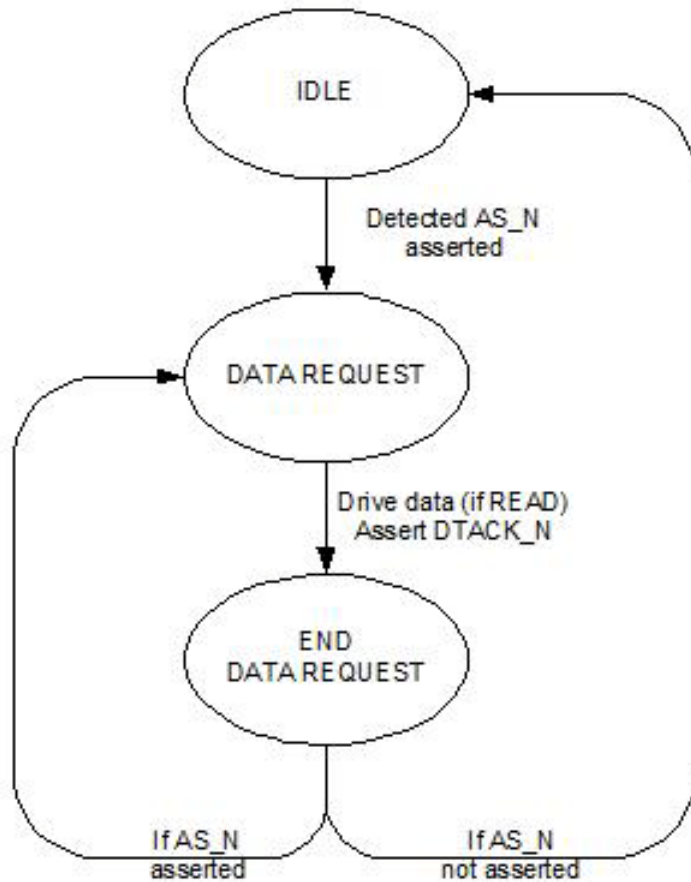 IDLE
Detected AS_N
asserted
DATA REQUEST
Drive data (if READ)
Assert DTACK_N
END
DATA REQUEST
If AS_N
asserted
If AS_N
not asserted